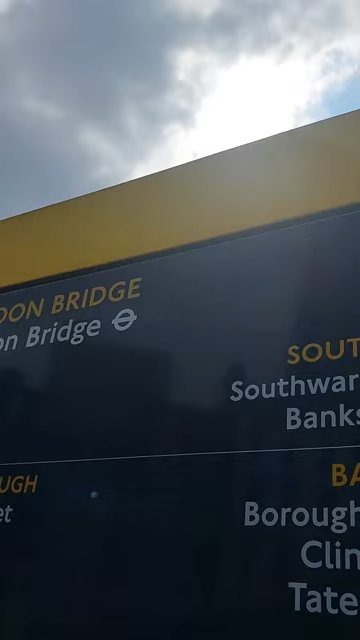 DON BRIDGE
on Bridge
SOUT
Southwar
Banks
UGH
et
BA
Borough
Clin
Tate